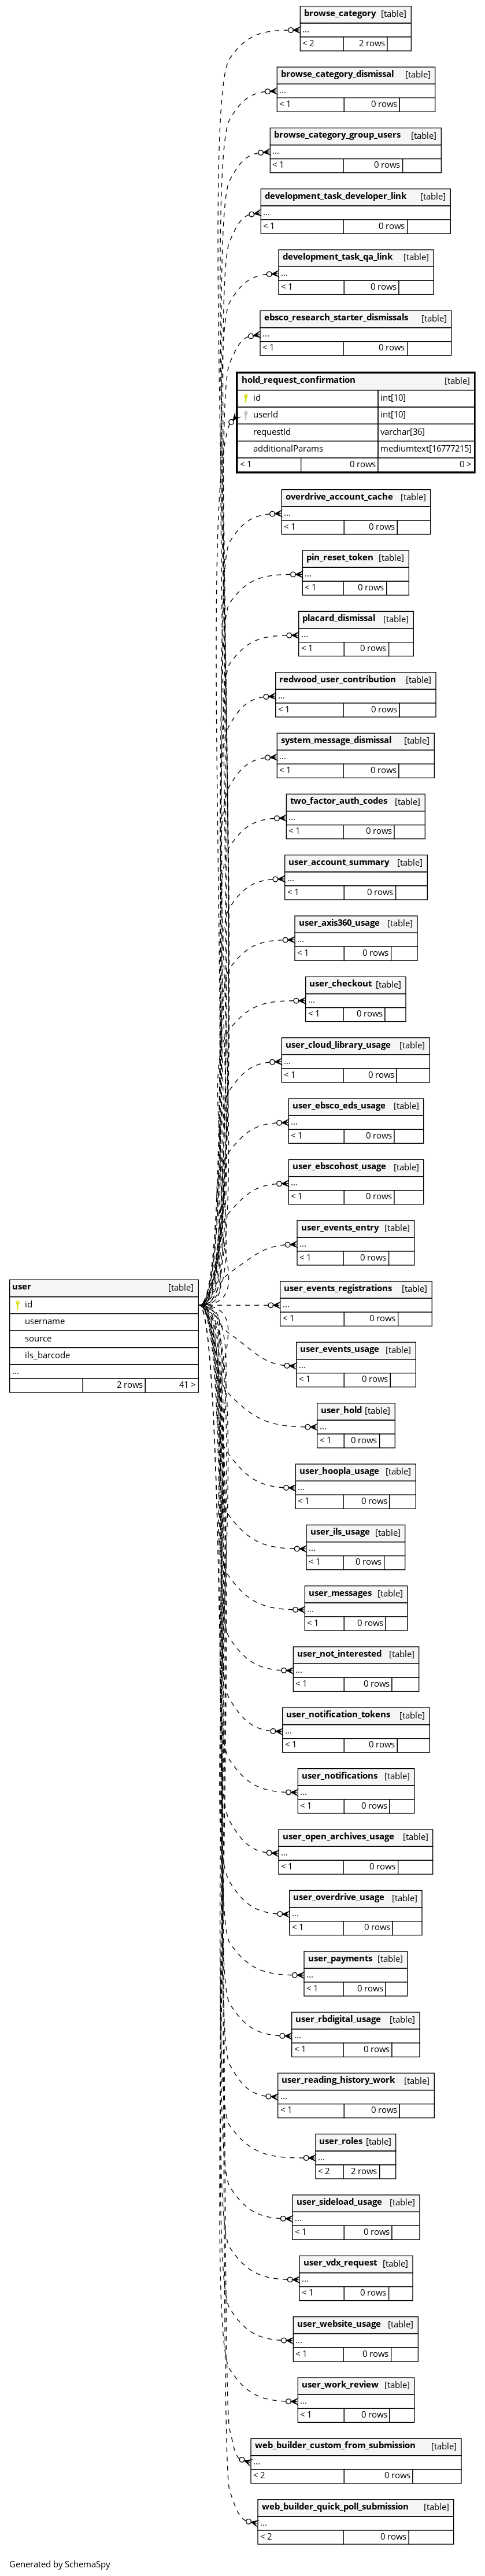 browse_category [table]
...
< 2 2 rows
browse_category_dismissal [table]
...
< 1 0 rows
browse_category_group_users [table]
...
< 1 0 rows
development_task_developer_link [table]
...
< 1 0 rows
development_task_qa_link [table]
...
< 1 0 rows
ebsco_research_starter_dismissals [table]
...
< 1 0 rows
hold_request_confirmation [table]
id int[10]
userId int[10]
requestId varchar[36]
additionalParams mediumtext[16777215]
< 1 0 rows 0 >
overdrive_account_cache [table]
...
< 1 0 rows
pin_reset_token [table]
...
< 1 0 rows
placard_dismissal [table]
...
< 1 0 rows
redwood_user_contribution [table]
...
< 1 0 rows
system_message_dismissal [table]
...
< 1 0 rows
two_factor_auth_codes [table]
...
< 1 0 rows
user_account_summary [table]
...
< 1 0 rows
user_axis360_usage [table]
...
< 1 0 rows
user_checkout [table]
...
< 1 0 rows
user_cloud_library_usage [table]
...
< 1 0 rows
user_ebsco_eds_usage [table]
...
< 1 0 rows
user_ebscohost_usage [table]
...
< 1 0 rows
user_events_entry [table]
...
< 1 0 rows
user [table]
id
username
source
ils_barcode
...
2 rows 41 >
user_events_registrations [table]
...
< 1 0 rows
user_events_usage [table]
...
< 1 0 rows
user_hold [table]
...
< 1 0 rows
user_hoopla_usage [table]
...
< 1 0 rows
user_ils_usage [table]
...
< 1 0 rows
user_messages [table]
...
< 1 0 rows
user_not_interested [table]
...
< 1 0 rows
user_notification_tokens [table]
...
< 1 0 rows
user_notifications [table]
...
< 1 0 rows
user_open_archives_usage [table]
...
< 1 0 rows
user_overdrive_usage [table]
...
< 1 0 rows
user_payments [table]
...
< 1 0 rows
user_rbdigital_usage [table]
...
< 1 0 rows
user_reading_history_work [table]
...
< 1 0 rows
user_roles [table]
...
< 2 2 rows
user_sideload_usage [table]
...
< 1 0 rows
user_vdx_request [table]
...
< 1 0 rows
user_website_usage [table]
...
< 1 0 rows
user_work_review [table]
...
< 1 0 rows
web_builder_custom_from_submission [table]
...
< 2 0 rows
web_builder_quick_poll_submission [table]
...
< 2 0 rows
Generated by SchemaSpy